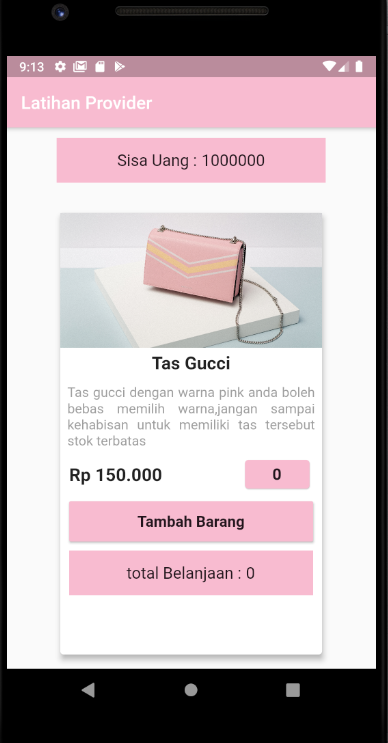 9:13
Latihan Provider
Sisa Uang : 1000000
Tas Gucci
Tas gucci dengan warna pink anda boleh
bebas memilih warna,jangan sampai
kehabisan untuk memiliki tas tersebut
stok terbatas
Rp 150.000 0
Tambah Barang
total Belanjaan : 0